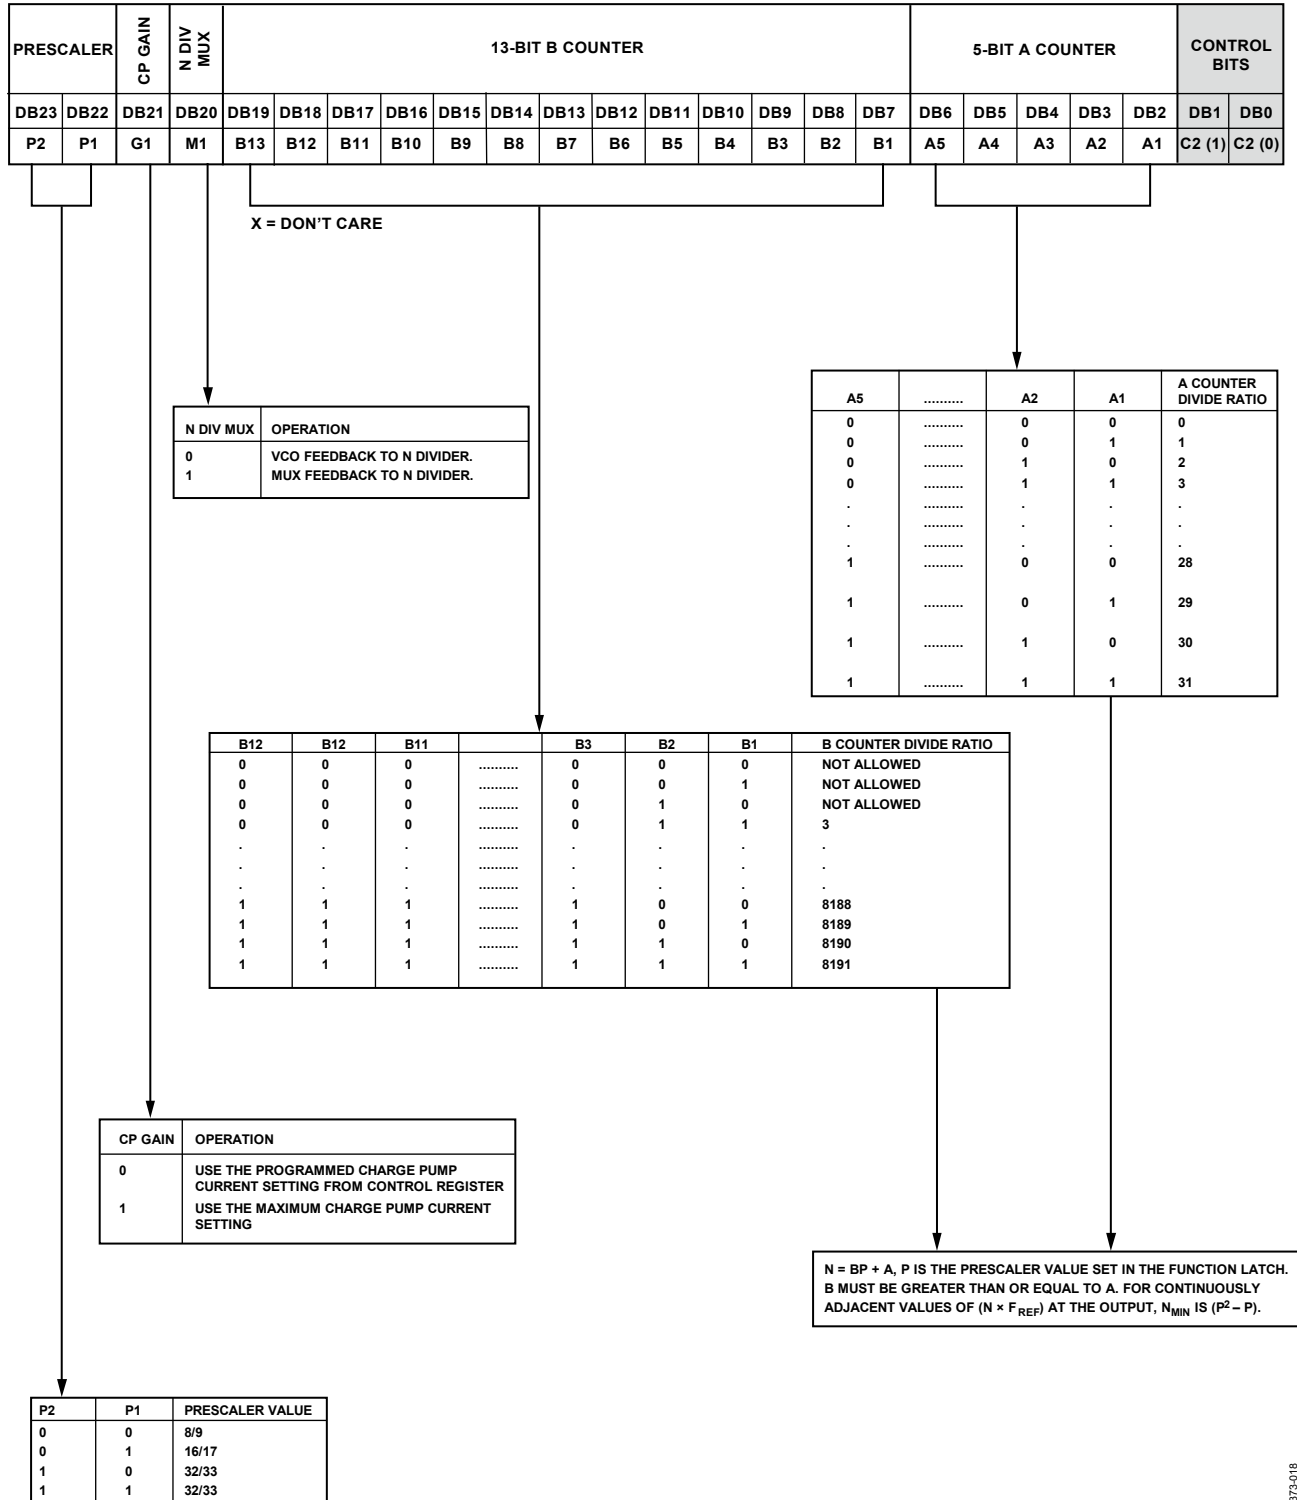 PRESCALER CP GAIN N DIV MUX 13-BIT B COUNTER 5-BIT A COUNTER CONTROL BITS
DB23 DB22 DB21 DB20 DB19 DB18 DB17 DB16 DB15 DB14 DB13 DB12 DB11 DB10 DB9 DB8 DB7 DB6 DB5 DB4 DB3 DB2 DB1 DB0
P2 P1 G1 M1 B13 B12 B11 B10 B9 B8 B7 B6 B5 B4 B3 B2 B1 A5 A4 A3 A2 A1 C2 (1) C2 (0)
X = DON'T CARE
A5 .......... A2 A1 A COUNTER DIVIDE RATIO
0 .......... 0 0 0
0 .......... 0 1 1
0 .......... 1 0 2
0 .......... 1 1 3
. .......... . . .
. .......... . . .
. .......... . . .
1 .......... 0 0 28
1 .......... 0 1 29
1 .......... 1 0 30
1 .......... 1 1 31
N DIV MUX OPERATION
0 VCO FEEDBACK TO N DIVIDER.
1 MUX FEEDBACK TO N DIVIDER.
B12 B12 B11 B3 B2 B1 B COUNTER DIVIDE RATIO
0 0 0 .......... 0 0 0 NOT ALLOWED
0 0 0 .......... 0 0 1 NOT ALLOWED
0 0 0 .......... 0 1 0 NOT ALLOWED
0 0 0 .......... 0 1 1 3
. . . .......... . . . .
. . . .......... . . . .
. . . .......... . . . .
1 1 1 .......... 1 0 0 8188
1 1 1 .......... 1 0 1 8189
1 1 1 .......... 1 1 0 8190
1 1 1 .......... 1 1 1 8191
CP GAIN OPERATION
0 USE THE PROGRAMMED CHARGE PUMP
CURRENT SETTING FROM CONTROL REGISTER
1 USE THE MAXIMUM CHARGE PUMP CURRENT
SETTING
N = BP + A, P IS THE PRESCALER VALUE SET IN THE FUNCTION LATCH.
B MUST BE GREATER THAN OR EQUAL TO A. FOR CONTINUOUSLY
ADJACENT VALUES OF (N × FREF) AT THE OUTPUT, NMIN IS (P² – P).
P2 P1 PRESCALER VALUE
0 0 8/9
0 1 16/17
1 0 32/33
1 1 32/33